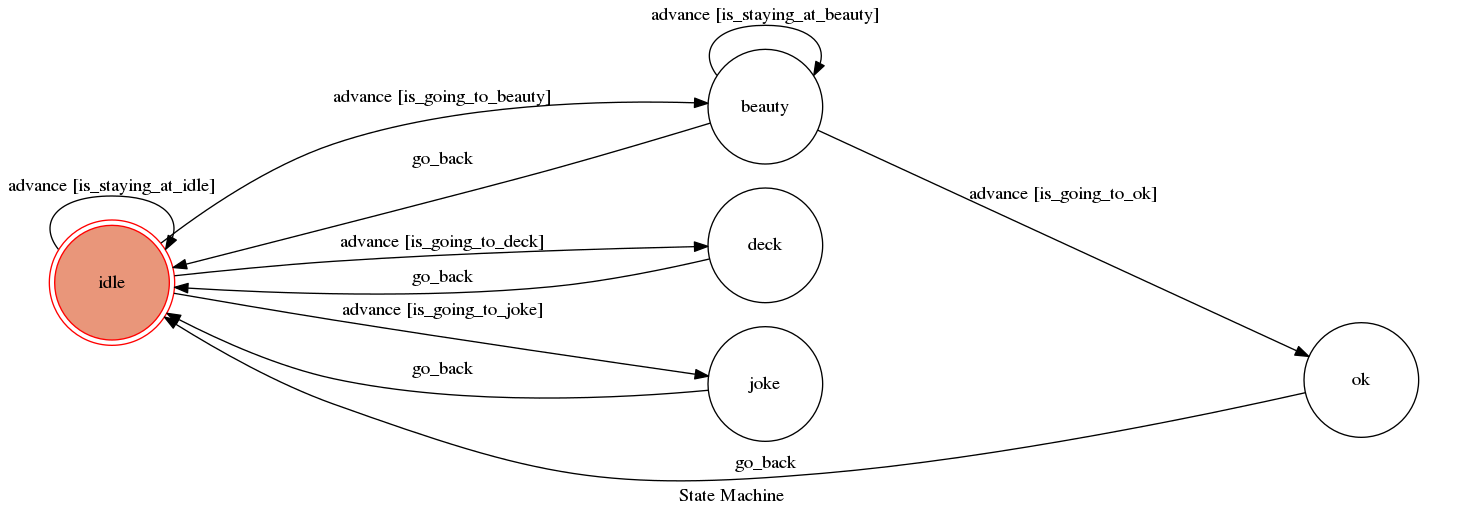 advance [is_staying_at_beauty]
advance [is_going_to_beauty]
beauty
go_back
advance [is_staying_at_idle]
advance [is_going_to_ok]
advance [is_going_to_deck]
deck
go_back
idle
advance [is_going_to_joke]
go_back
joke
ok
go_back
State Machine